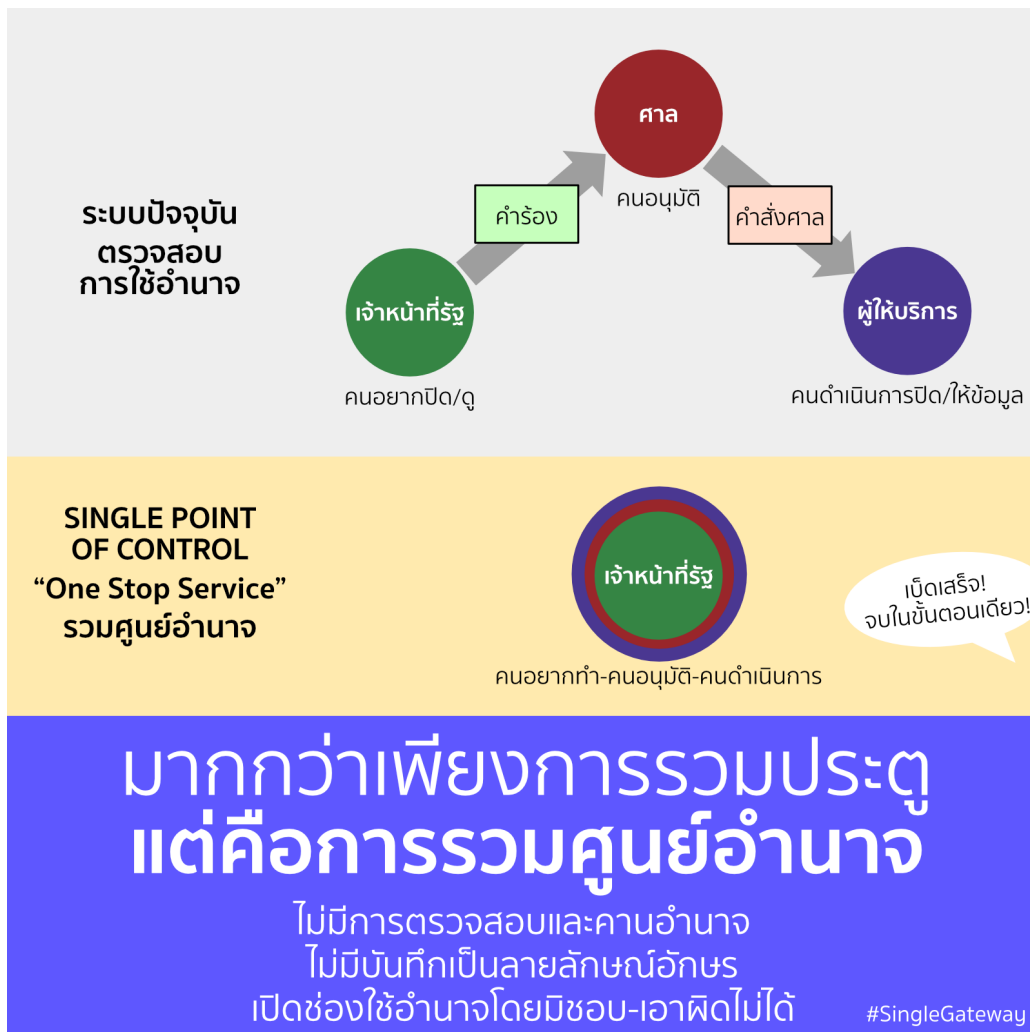 ศาล
คนอนุมัติ
คำร้อง
คำสั่งศาล
ระบบปัจจุบัน
ตรวจสอบ
การใช้อำนาจ
เจ้าหน้าที่รัฐ
คนอยากปิด/ดู
ผู้ให้บริการ
คนดำเนินการปิด/ให้ข้อมูล
SINGLE POINT
OF CONTROL
“One Stop Service”
รวมศูนย์อำนาจ
เจ้าหน้าที่รัฐ
คนอยากทำ-คนอนุมัติ-คนดำเนินการ
เบ็ดเสร็จ!
จบในขั้นตอนเดียว!
มากกว่าเพียงการรวมประตู
แต่คือการรวมศูนย์อำนาจ
ไม่มีการตรวจสอบและคานอำนาจ
ไม่มีบันทึกเป็นลายลักษณ์อักษร
เปิดช่องใช้อำนาจโดยมิชอบ-เอาผิดไม่ได้
#SingleGateway